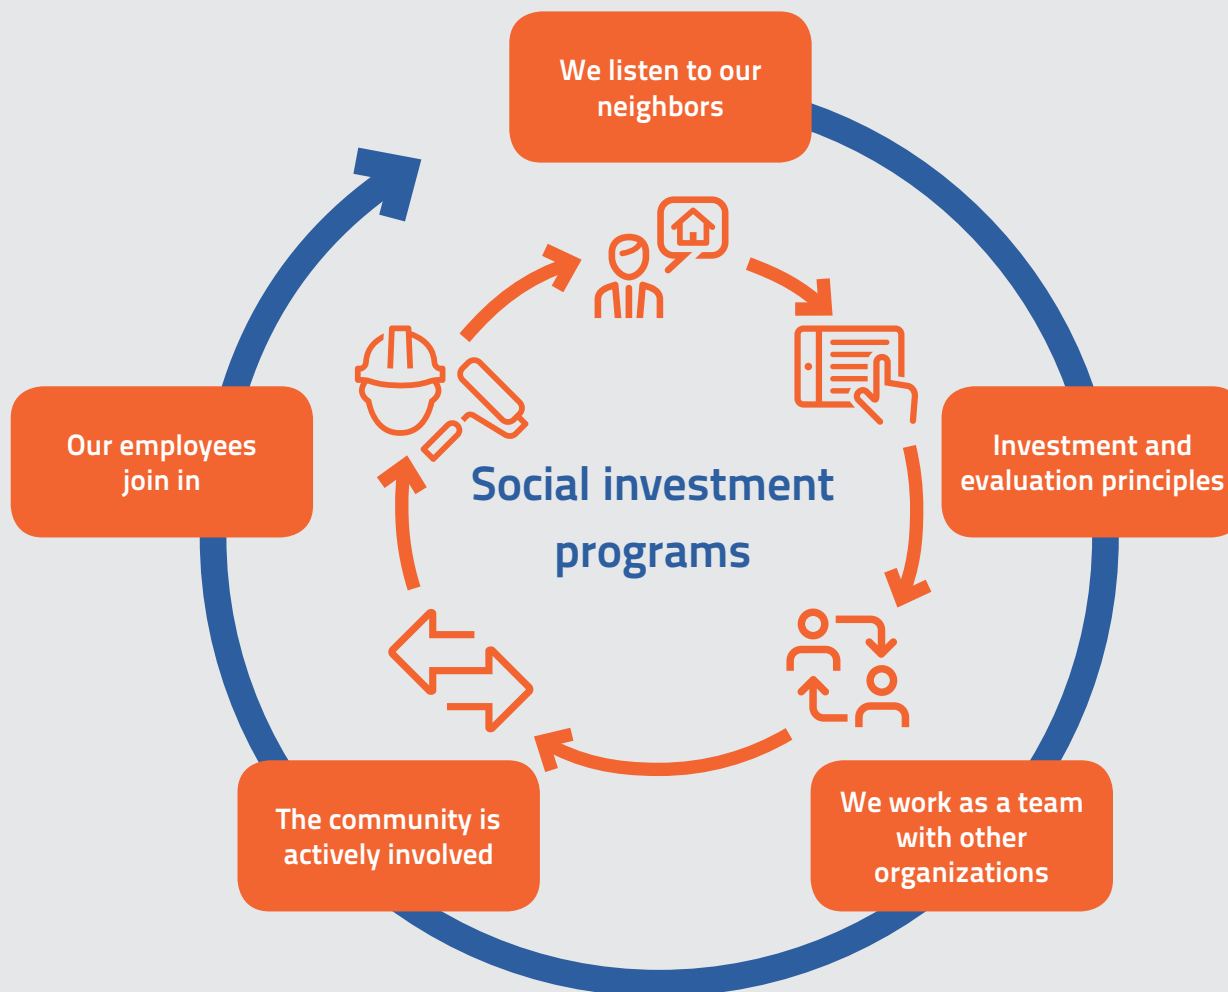 We listen to our
neighbors
Investment and
evaluation principles
We work as a team
with other
organizations
The community is
actively involved
Our employees
join in
Social investment
programs